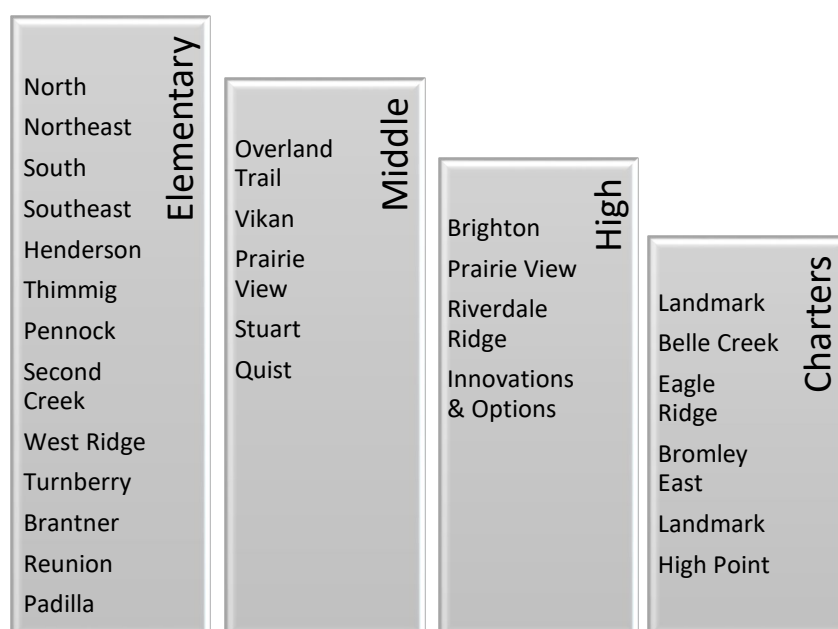 Elementary
North
Northeast
South
Southeast
Henderson
Thimmig
Pennock
Second
Creek
West Ridge
Turnberry
Brantner
Reunion
Padilla
Middle
Overland
Trail
Vikan
Prairie
View
Stuart
Quist
High
Brighton
Prairie View
Riverdale
Ridge
Innovations
& Options
Charters
Landmark
Belle Creek
Eagle
Ridge
Bromley
East
Landmark
High Point